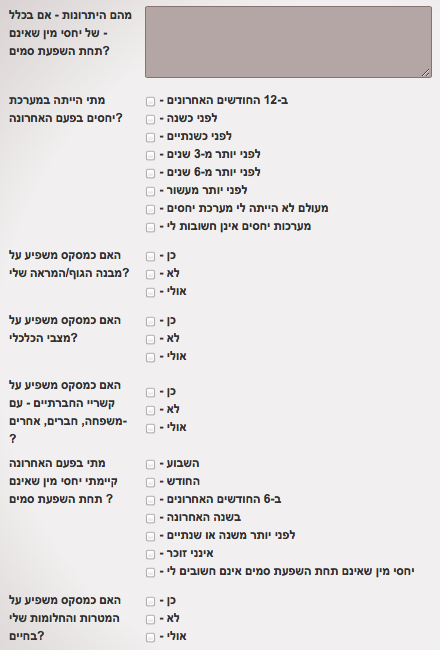 מהם היתרונות - אם בכלל
- של יחסי מין שאינם
תחת השפעת סמים?
מתי הייתה במערכת
יחסים בפעם האחרונה?
ב-12 החודשים האחרונים -
לפני כשנה -
לפני כשנתיים -
לפני יותר מ-3 שנים -
לפני יותר מ-6 שנים -
לפני יותר מעשור -
מעולם לא הייתה לי מערכת יחסים -
מערכות יחסים אינן חשובות לי -
האם כמסקס משפיע על
מבנה הגוף/המראה שלי?
כן -
לא -
אולי -
האם כמסקס משפיע על
מצבי הכלכלי?
כן -
לא -
אולי -
האם כמסקס משפיע על
קשריי החברתיים - עם
משפחה, חברים, אחרים-
?
כן -
לא -
אולי -
מתי בפעם האחרונה
קיימתי יחסי מין שאינם
תחת השפעת סמים ?
השבוע -
החודש -
ב-6 החודשים האחרונים -
בשנה האחרונה -
לפני יותר משנה או שנתיים -
אינני זוכר -
יחסי מין שאינם תחת השפעת סמים אינם חשובים לי -
האם כמסקס משפיע על
המטרות והחלומות שלי
בחיים?
כן -
לא -
אולי -